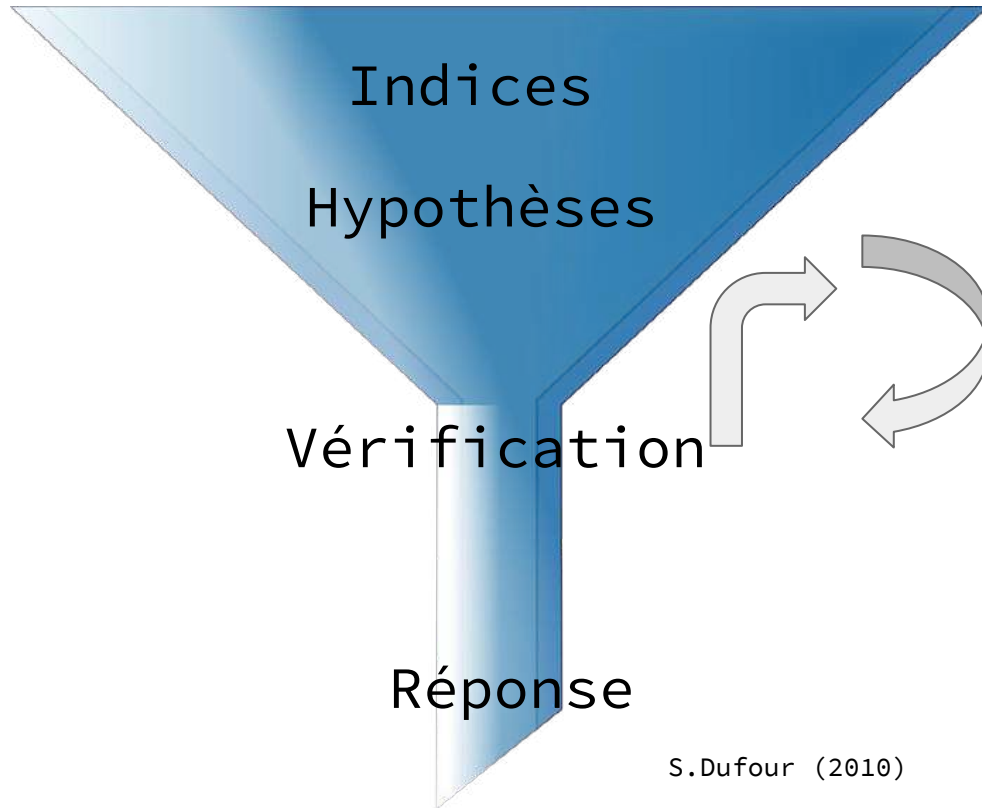 Indices
Hypothèses
Vérification
Réponse
S.Dufour (2010)